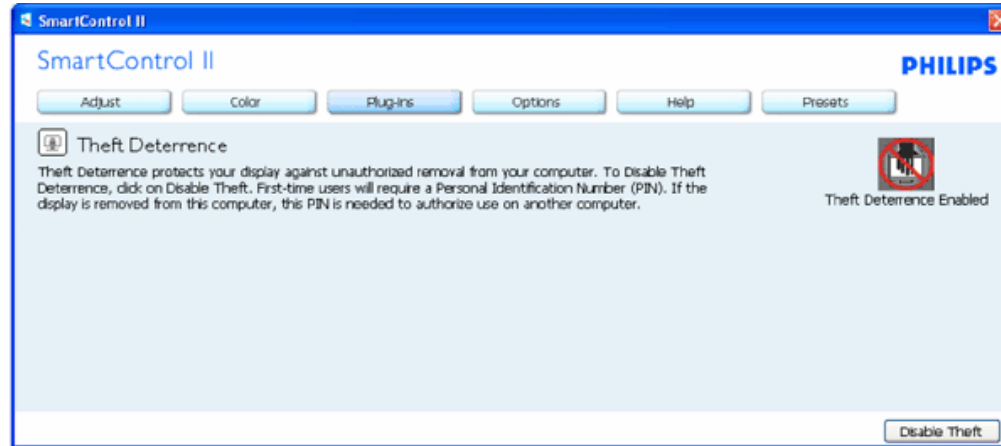 SmartControl II
SmartControl II
PHILIPS
Adjust Color Plug-Ins Options Help Presets
Theft Deterrence
Theft Deterrence protects your display against unauthorized removal from your computer. To Disable Theft
Deterrence, click on Disable Theft. First-time users will require a Personal Identification Number (PIN). If the
display is removed from this computer, this PIN is needed to authorize use on another computer.
Theft Deterrence Enabled
Disable Theft